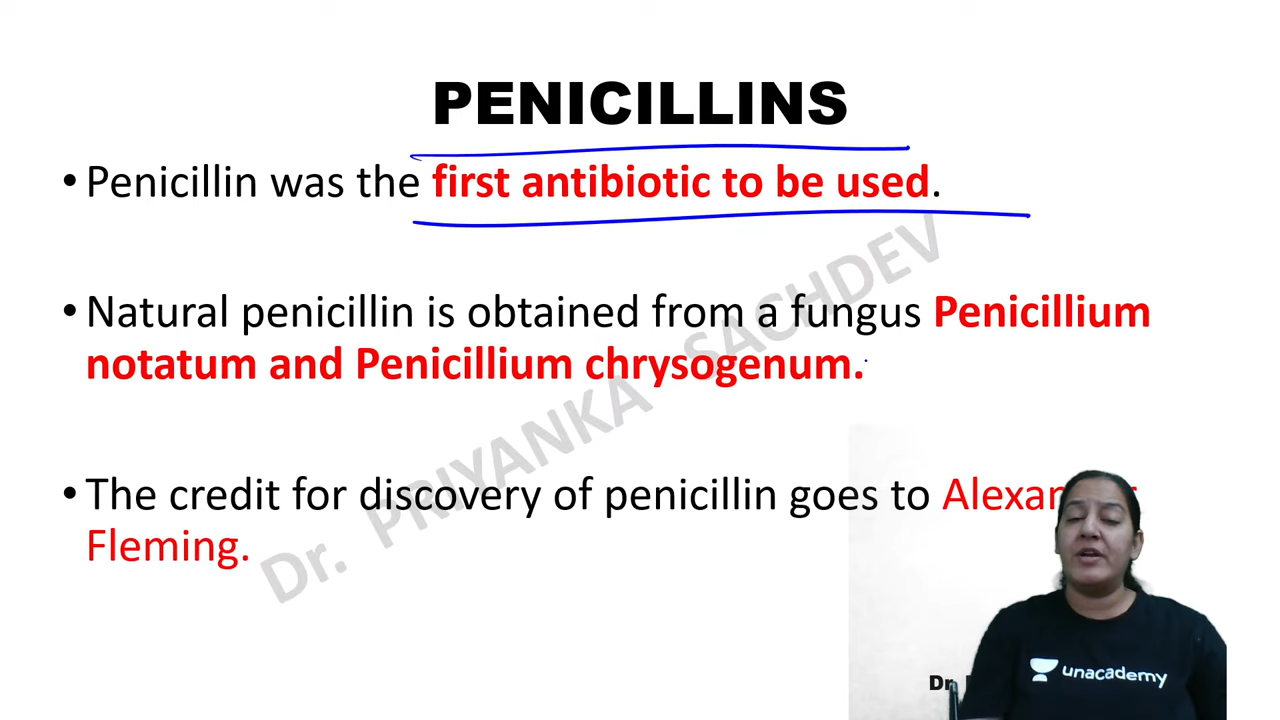 PENICILLINS
• Penicillin was the first antibiotic to be used.
• Natural penicillin is obtained from a fungus Penicillium
notatum and Penicillium chrysogenum.
• The credit for discovery of penicillin goes to
Fleming.
Dr. PRIYANKA SACHDEV
unacademy
Dr.